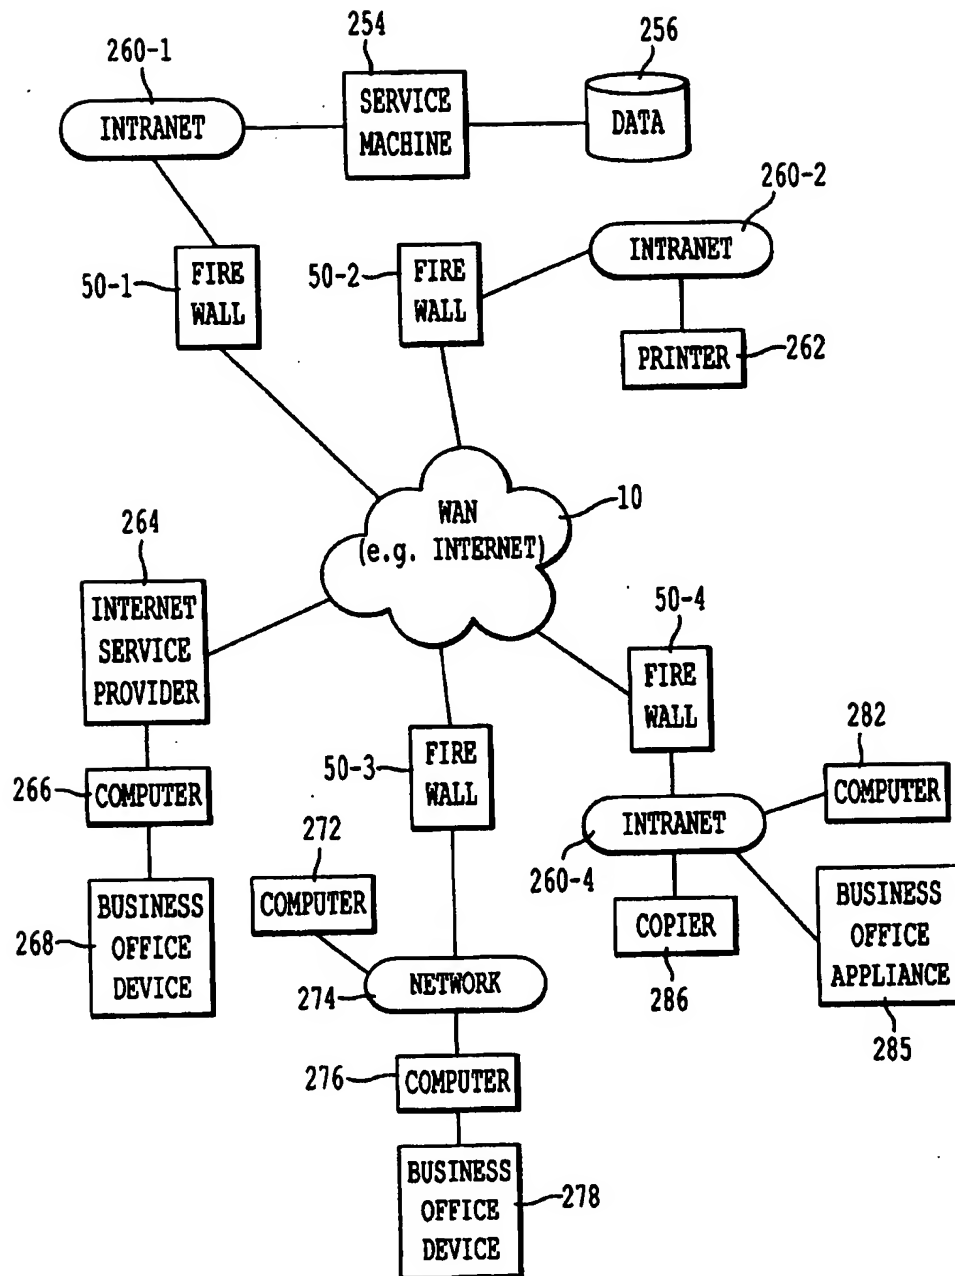 254
256
260-1
SERVICE
MACHINE
DATA
INTRANET
260-2
INTRANET
50-1
FIRE
WALL
50-2
FIRE
WALL
PRINTER
262
WAN
(e.g. INTERNET)
10
264
INTERNET
SERVICE
PROVIDER
50-4
FIRE
WALL
50-3
FIRE
WALL
282
COMPUTER
266
COMPUTER
INTRANET
260-4
272
COMPUTER
268
BUSINESS
OFFICE
DEVICE
COPIER
286
BUSINESS
OFFICE
APPLIANCE
285
274
NETWORK
276
COMPUTER
BUSINESS
OFFICE
DEVICE
278